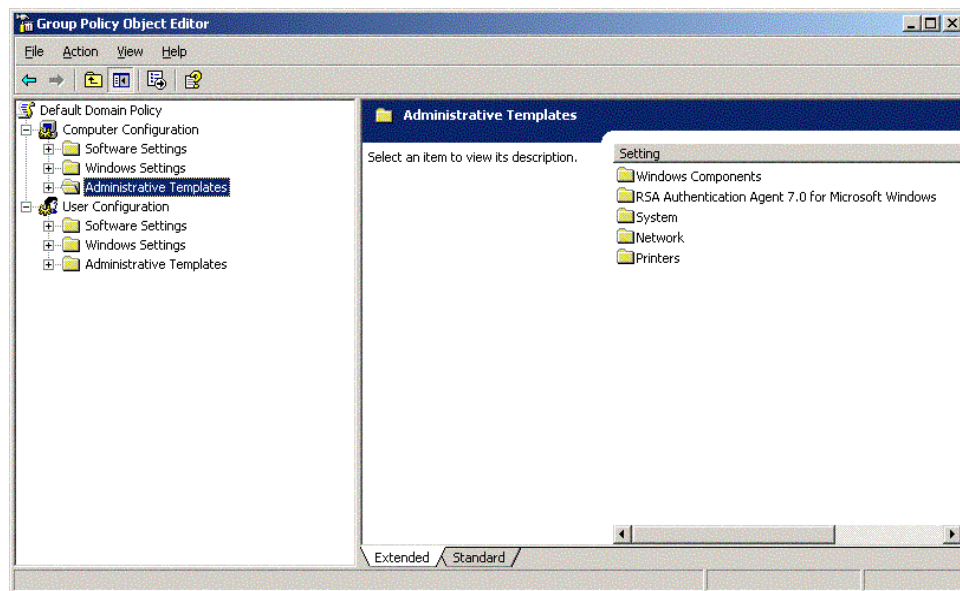 Group Policy Object Editor
File Action View Help
Default Domain Policy
Computer Configuration
Software Settings
Windows Settings
Administrative Templates
User Configuration
Software Settings
Windows Settings
Administrative Templates
Administrative Templates
Select an item to view its description.
Setting
Windows Components
RSA Authentication Agent 7.0 for Microsoft Windows
System
Network
Printers
Extended Standard